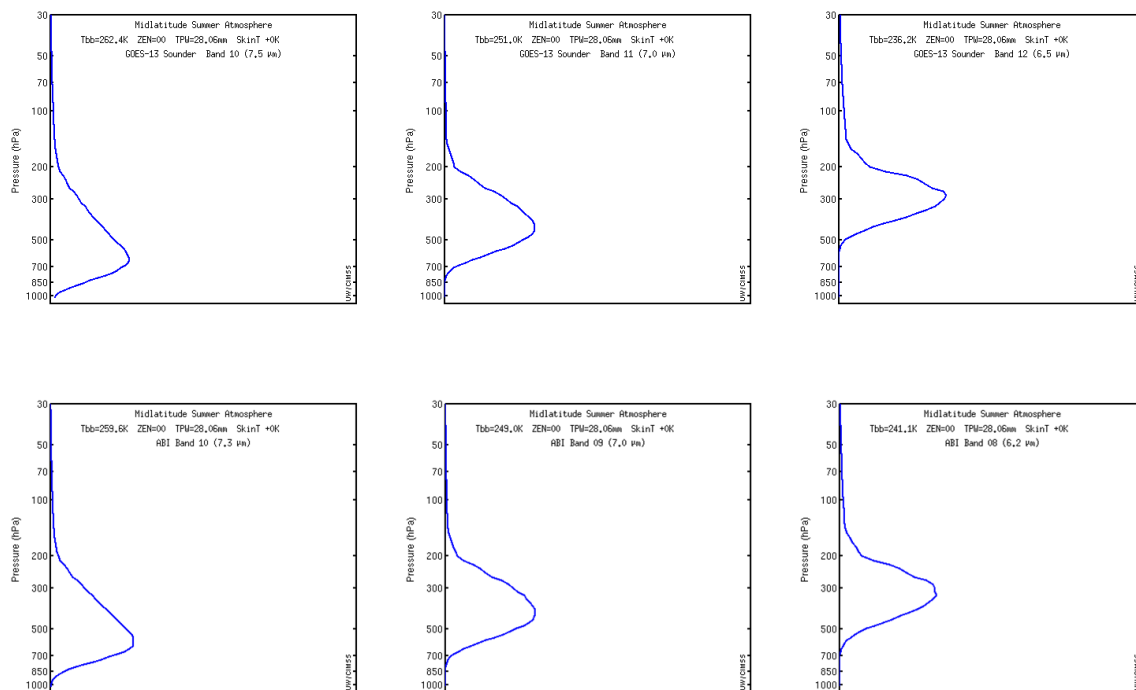 Midlatitude Summer Atmosphere
Tbb=262.4K ZEN=00 TPW=28.06mm SkinT +0K
GOES-13 Sounder Band 10 (7.5 µm)
30
50
70
100
200
300
500
700
850
1000
Pressure (hPa)
UW/CIMSS
Midlatitude Summer Atmosphere
Tbb=251.0K ZEN=00 TPW=28.06mm SkinT +0K
GOES-13 Sounder Band 11 (7.0 µm)
30
50
70
100
200
300
500
700
850
1000
Pressure (hPa)
UW/CIMSS
Midlatitude Summer Atmosphere
Tbb=236.2K ZEN=00 TPW=28.06mm SkinT +0K
GOES-13 Sounder Band 12 (6.5 µm)
30
50
70
100
200
300
500
700
850
1000
Pressure (hPa)
UW/CIMSS
Midlatitude Summer Atmosphere
Tbb=259.6K ZEN=00 TPW=28.06mm SkinT +0K
ABI Band 10 (7.3 µm)
30
50
70
100
200
300
500
700
850
1000
Pressure (hPa)
UW/CIMSS
Midlatitude Summer Atmosphere
Tbb=249.0K ZEN=00 TPW=28.06mm SkinT +0K
ABI Band 09 (7.0 µm)
30
50
70
100
200
300
500
700
850
1000
Pressure (hPa)
UW/CIMSS
Midlatitude Summer Atmosphere
Tbb=241.1K ZEN=00 TPW=28.06mm SkinT +0K
ABI Band 08 (6.2 µm)
30
50
70
100
200
300
500
700
850
1000
Pressure (hPa)
UW/CIMSS